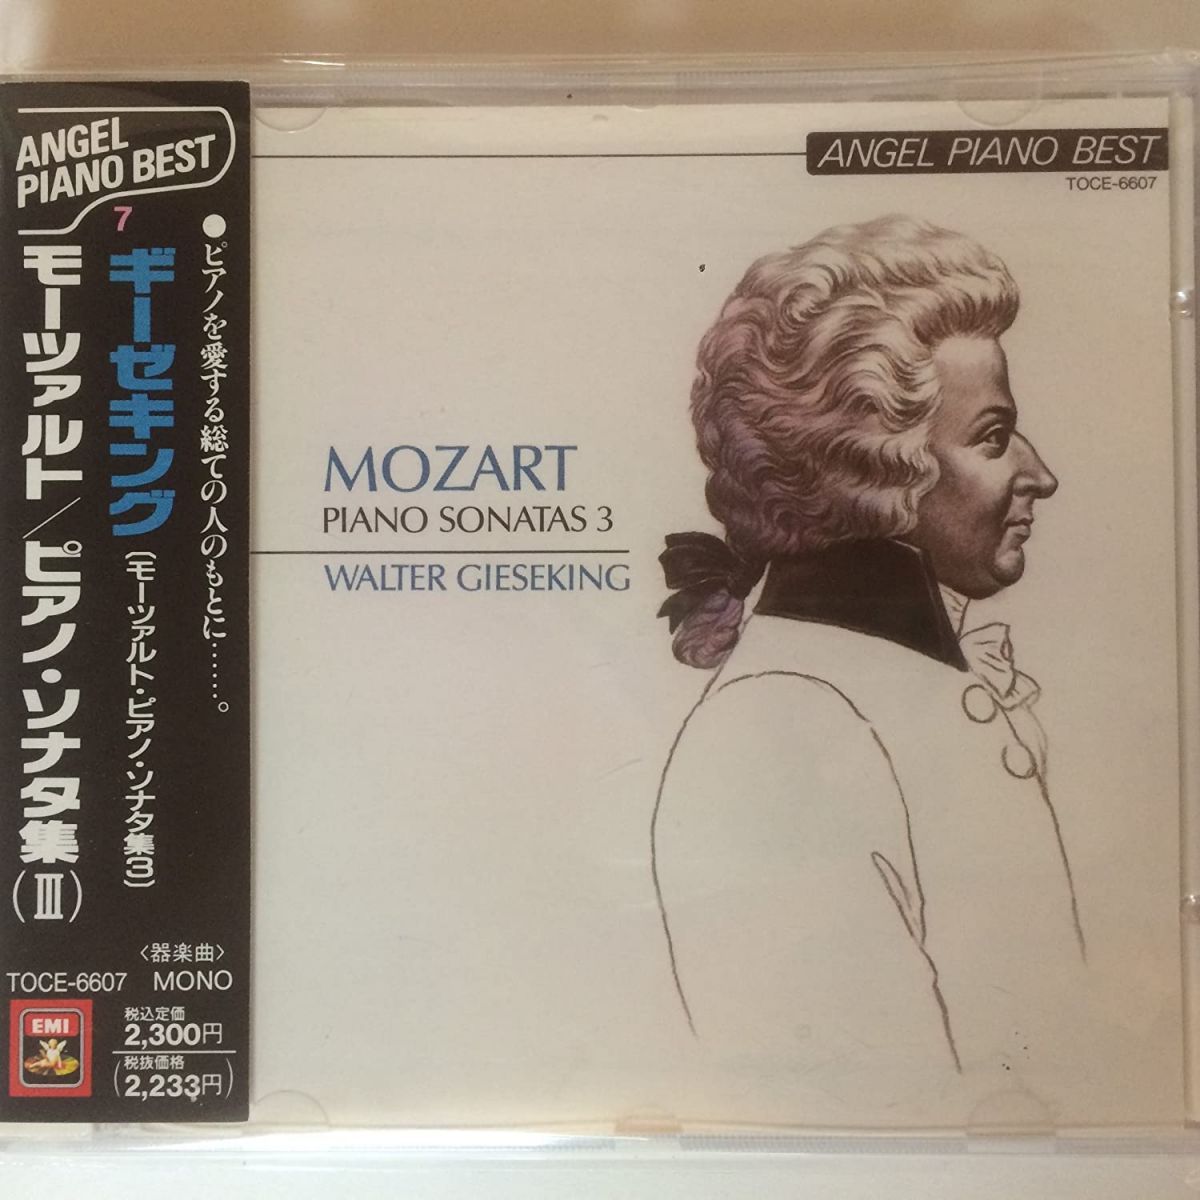 ANGEL
PIANO BEST
7
●ピアノを愛する総ての人のもとに……。
ギーゼキング
(モーツァルト・ピアノ・ソナタ集3)
モーツァルト/ピアノ・ソナタ集(III)
〈器楽曲〉
TOCE-6607 MONO
EMI
税込定価
2,300円
(税抜価格
2,233円)
ANGEL PIANO BEST
TOCE-6607
MOZART
PIANO SONATAS 3
WALTER GIESEKING